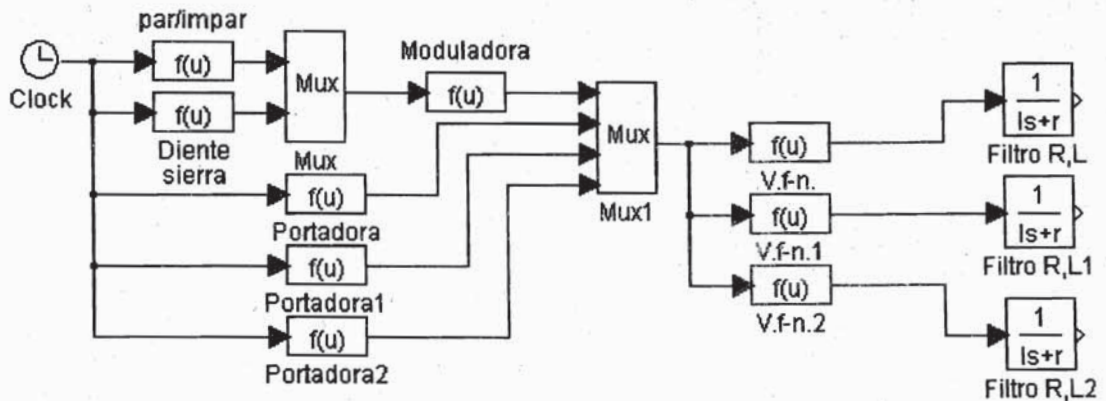 par/impar
f(u)
Clock
f(u)
Diente
sierra
Mux
Mux
Moduladora
f(u)
f(u)
Portadora
f(u)
Portadora1
f(u)
Portadora2
Mux
Mux1
f(u)
V.f-n.
f(u)
V.f-n.1
f(u)
V.f-n.2
1
ls+r
Filtro R,L
1
ls+r
Filtro R,L1
1
ls+r
Filtro R,L2